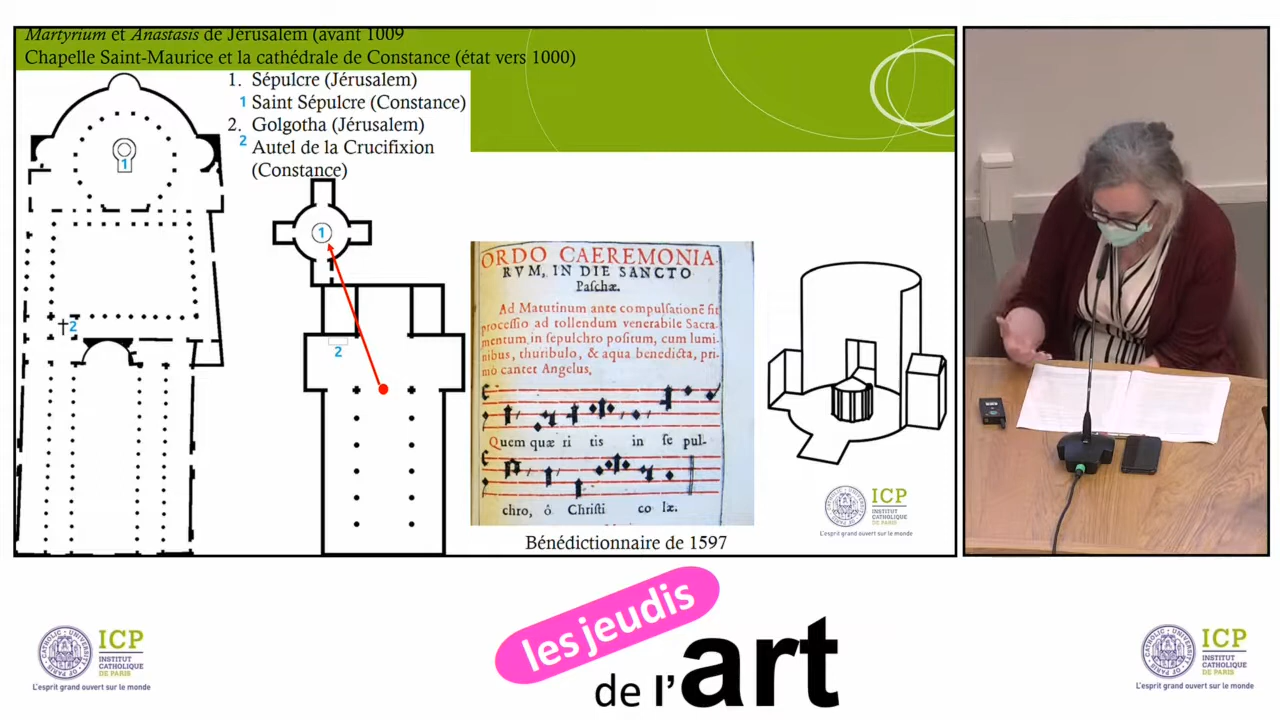 Martyrium et Anastasis de Jérusalem (avant 1009
Chapelle Saint-Maurice et la cathédrale de Constance (état vers 1000)
1. Sépulcre (Jérusalem)
1 Saint Sépulcre (Constance)
2. Golgotha (Jérusalem)
2 Autel de la Crucifixion
(Constance)
1
1
2
2
ORDO CAEREMONIA-
RVM, IN DIE SANCTO
Paſchæ.
Ad Matutinum ante compulſationē fit
proceſſio ad tollendum venerabile Sacra-
mentum, in ſepulchro poſitum, cum lumi-
nibus, thuribulo, & aqua benedicta, pri-
mò cantet Angelus,
Quem quæ ri tis in ſe pul-
chro, ô Chriſti co læ.
Bénédictionnaire de 1597
ICP
INSTITUT
CATHOLIQUE
DE PARIS
L'esprit grand ouvert sur le monde
les jeudis
de l'art
ICP
INSTITUT
CATHOLIQUE
DE PARIS
L'esprit grand ouvert sur le monde
ICP
INSTITUT
CATHOLIQUE
DE PARIS
L'esprit grand ouvert sur le monde